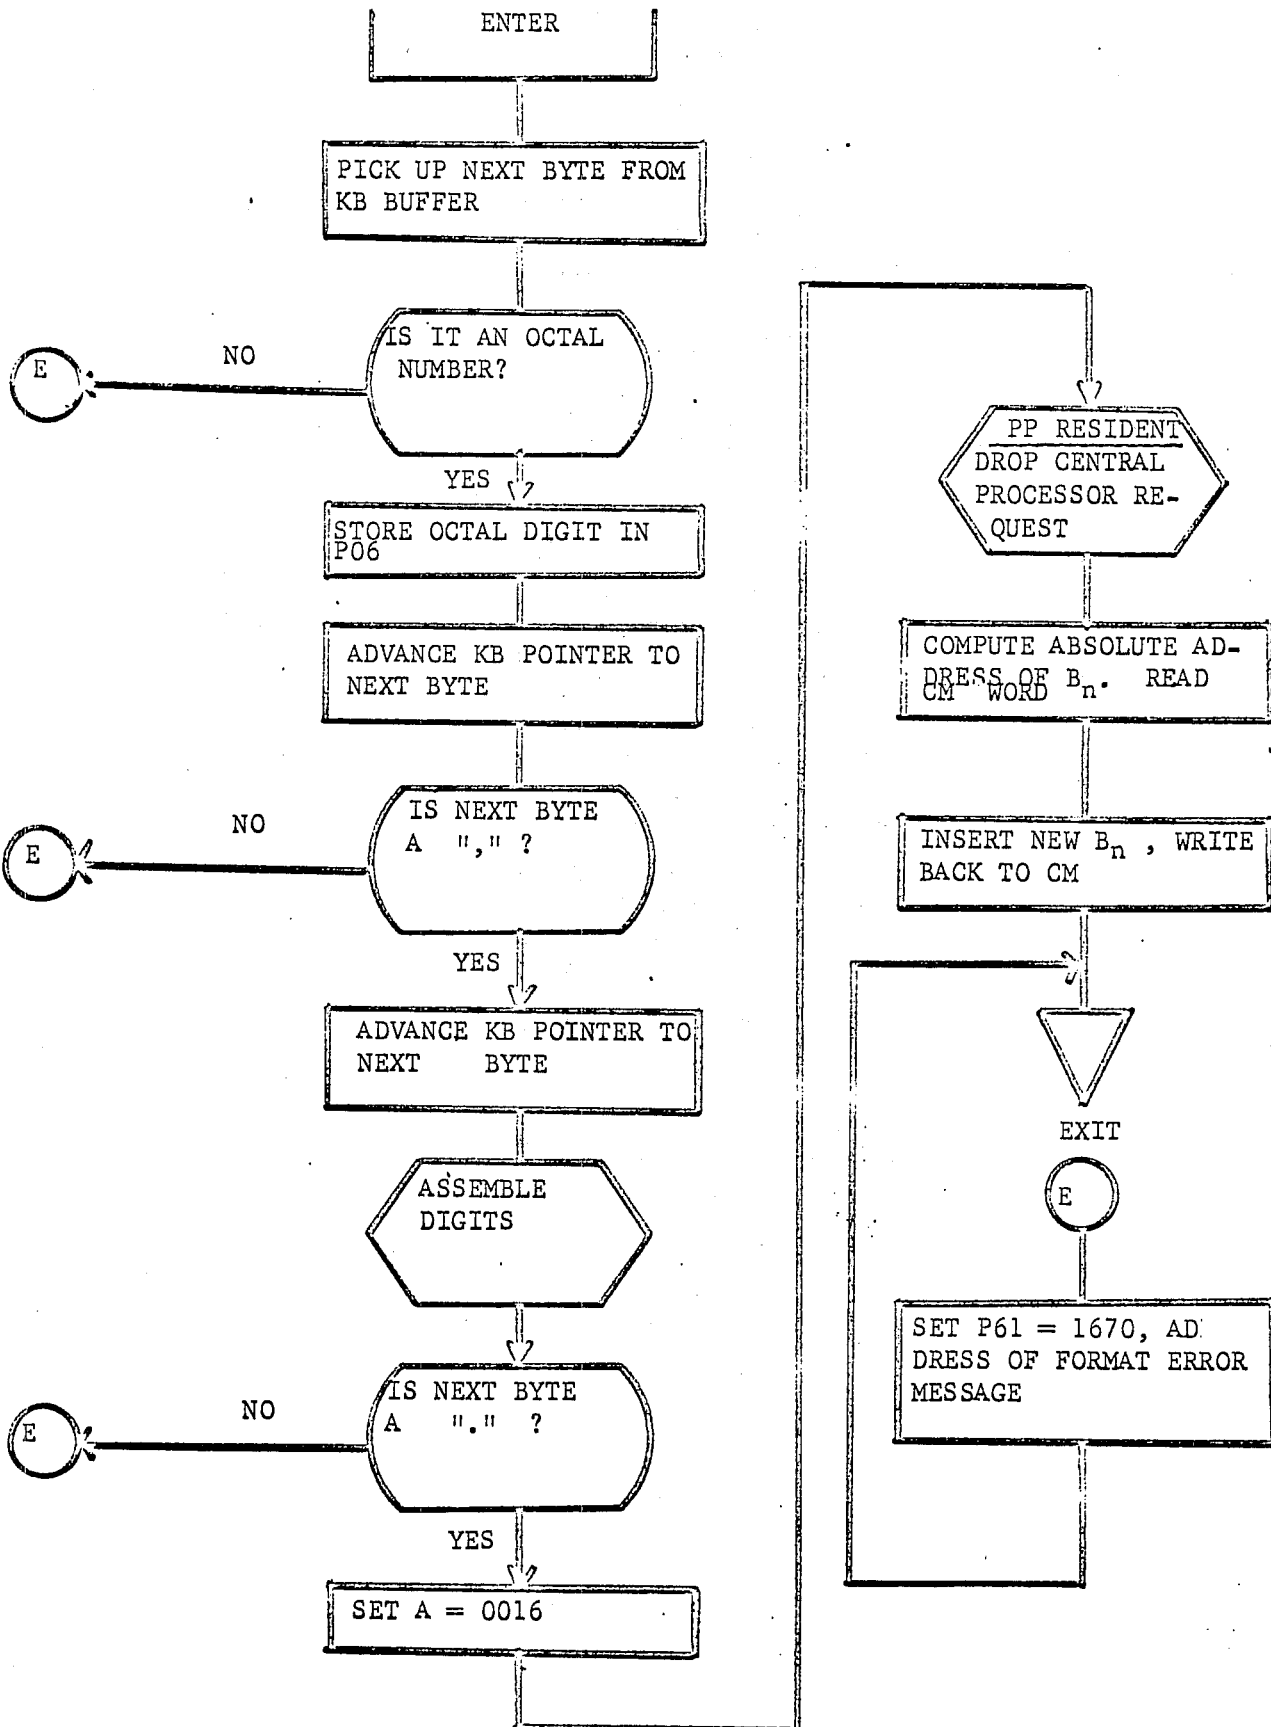 ENTER
PICK UP NEXT BYTE FROM
KB BUFFER
IS IT AN OCTAL
NUMBER?
NO
E
YES
STORE OCTAL DIGIT IN
P06
ADVANCE KB POINTER TO
NEXT BYTE
IS NEXT BYTE
A "," ?
NO
E
YES
ADVANCE KB POINTER TO
NEXT BYTE
ASSEMBLE
DIGITS
IS NEXT BYTE
A "." ?
NO
E
YES
SET A = 0016
PP RESIDENT
DROP CENTRAL
PROCESSOR RE-
QUEST
COMPUTE ABSOLUTE AD-
DRESS OF Bn. READ
CM WORD
INSERT NEW Bn , WRITE
BACK TO CM
EXIT
E
SET P61 = 1670, AD
DRESS OF FORMAT ERROR
MESSAGE